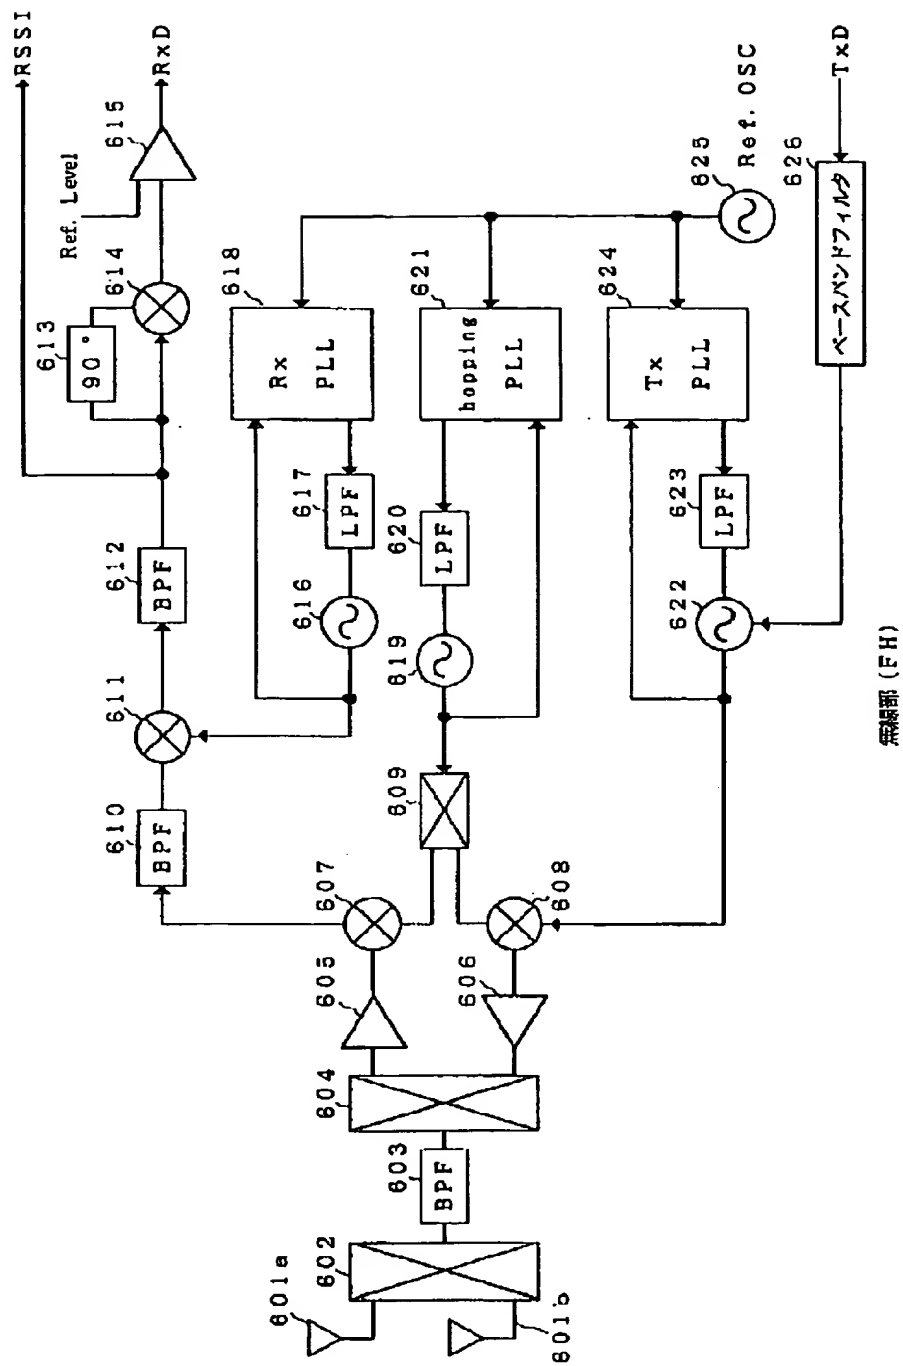 RSSI
RxD
615
Ref. Level
614
613
90°
612
BPF
611
610
BPF
618
Rx
PLL
617
LPF
616
621
hopping
PLL
620
LPF
619
609
624
Tx
PLL
623
LPF
622
625
Ref. OSC
TxD
626
ベースバンドフィルタ
607
608
605
606
604
603
BPF
602
601a
601b
無線部 (FH)